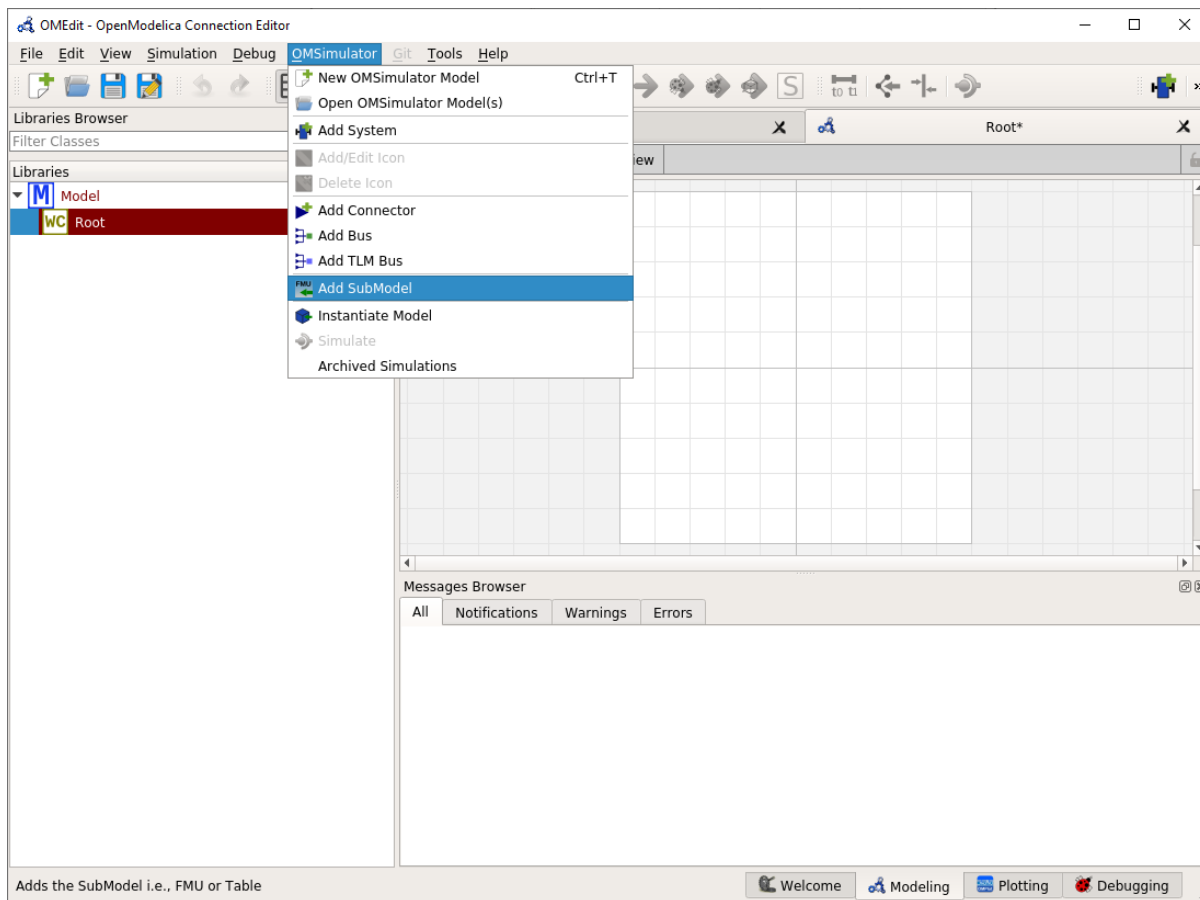 OMEdit - OpenModelica Connection Editor
File Edit View Simulation Debug OMSimulator Git Tools Help
New OMSimulator Model Ctrl+T
Open OMSimulator Model(s)
Add System
Add/Edit Icon
Delete Icon
Add Connector
Add Bus
Add TLM Bus
FMU Add SubModel
Instantiate Model
Simulate
Archived Simulations
S to t1
Libraries Browser
Filter Classes
Libraries
M Model
WC Root
Root*
iew
Messages Browser
All Notifications Warnings Errors
Adds the SubModel i.e., FMU or Table
Welcome Modeling Plotting Debugging